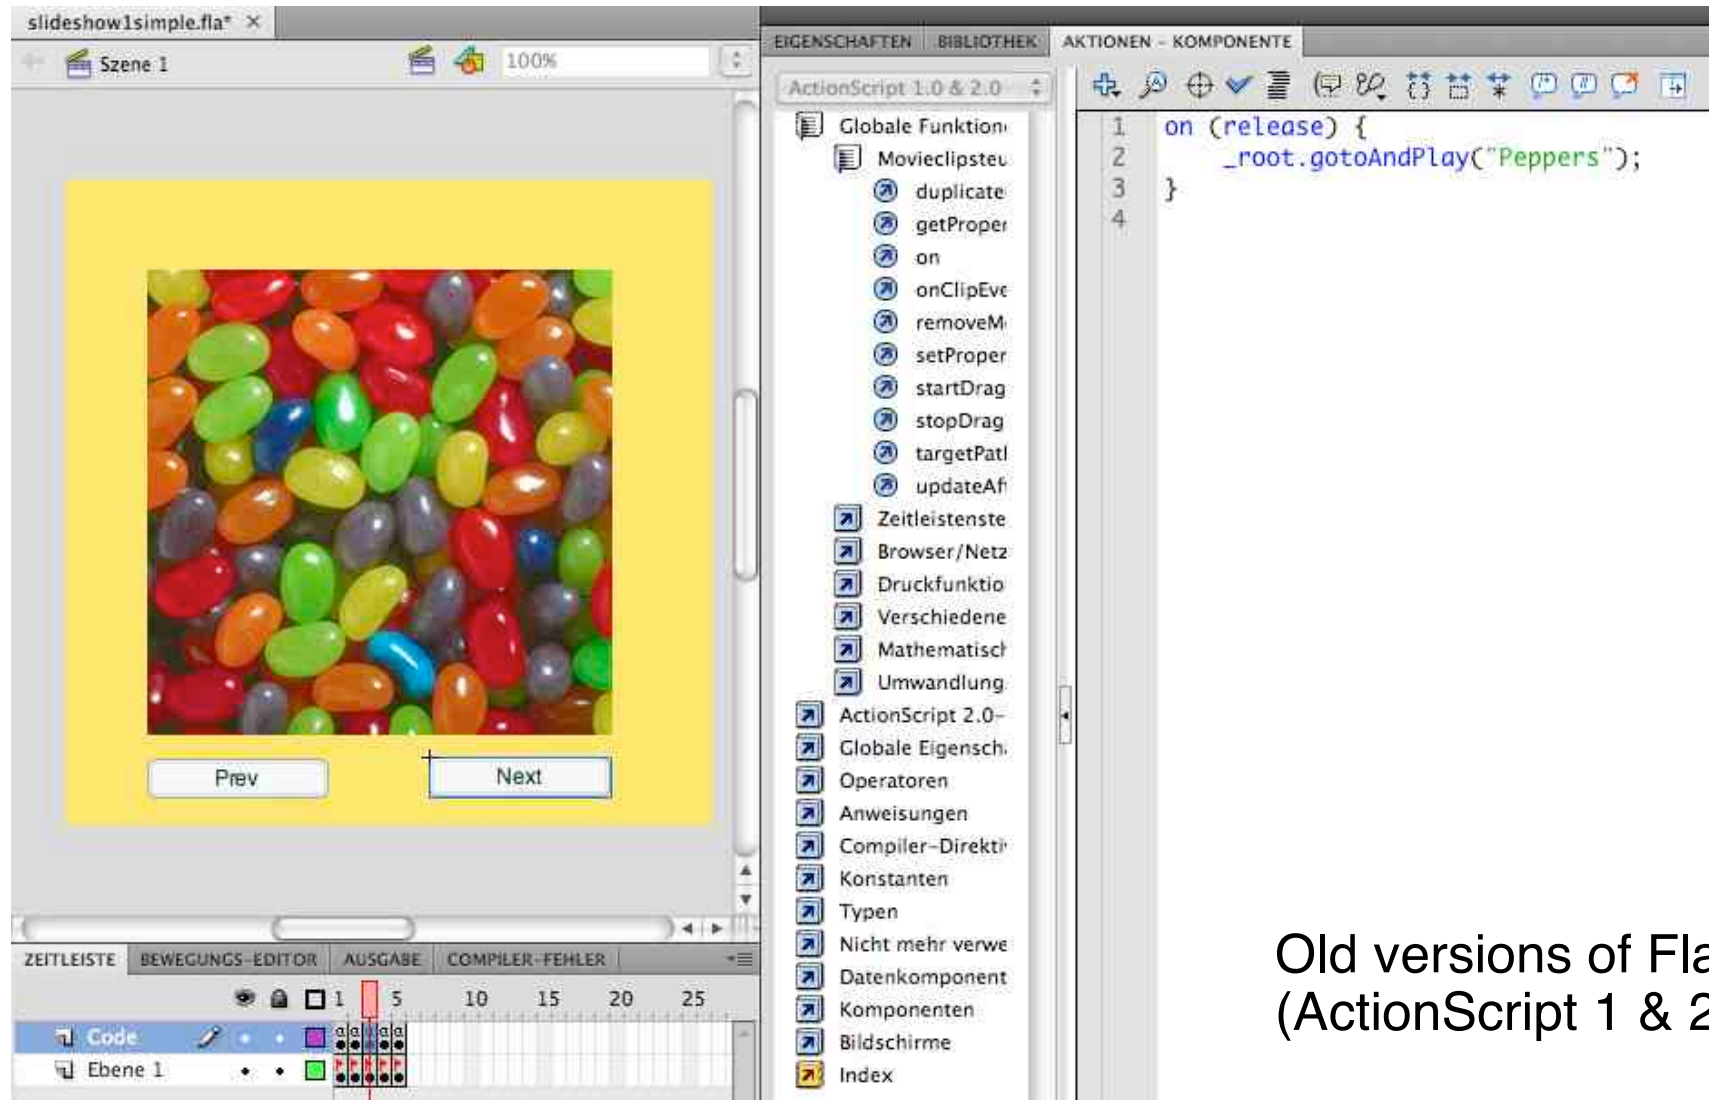 slideshow1simple.fla* ×
Szene 1
100%
Prev
Next
ZEITLEISTE
BEWEGUNGS-EDITOR
AUSGABE
COMPILER-FEHLER
1 5 10 15 20 25
Code
Ebene 1
EIGENSCHAFTEN
BIBLIOTHEK
AKTIONEN - KOMPONENTE
ActionScript 1.0 & 2.0
Globale Funktion
Movieclipsteu
duplicate
getProper
on
onClipEve
removeM
setProper
startDrag
stopDrag
targetPatl
updateAf
Zeitleistenste
Browser/Netz
Druckfunktio
Verschiedene
Mathematisch
Umwandlung
ActionScript 2.0-
Globale Eigensch
Operatoren
Anweisungen
Compiler-Direkti
Konstanten
Typen
Nicht mehr verwe
Datenkomponent
Komponenten
Bildschirme
Index
1 on (release) {
2 _root.gotoAndPlay("Peppers");
3 }
4
Old versions of Fla
(ActionScript 1 & 2